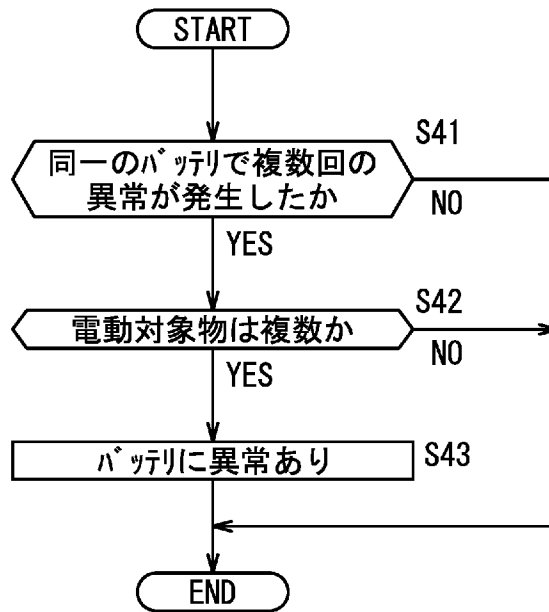 START
S41
同一のバッテリで複数回の
異常が発生したか
NO
YES
S42
電動対象物は複数か
NO
YES
バッテリに異常あり
S43
END